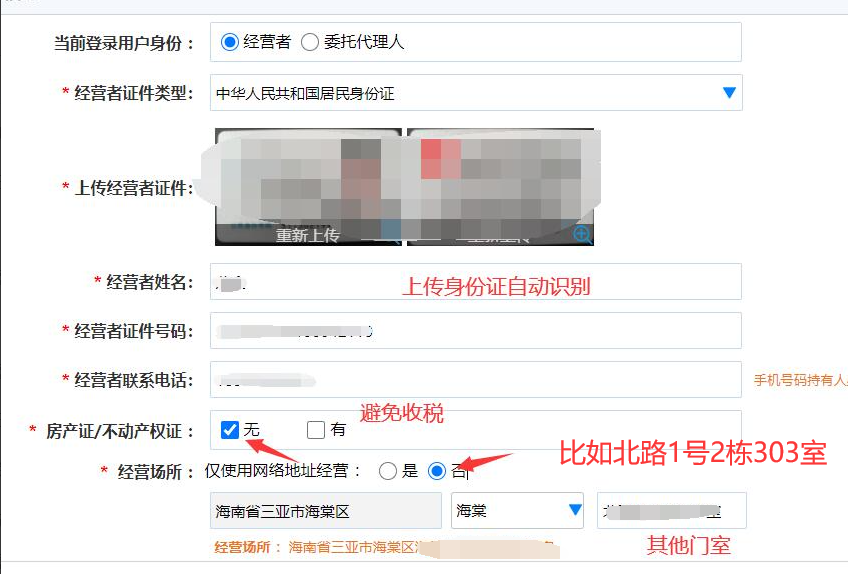 当前登录用户身份： 经营者 委托代理人
* 经营者证件类型： 中华人民共和国居民身份证
* 上传经营者证件：
重新上传
* 经营者姓名： 上传身份证自动识别
* 经营者证件号码：
* 经营者联系电话： 手机号码持有人
避免收税
* 房产证/不动产权证： 无 有
比如北路1号2栋303室
* 经营场所： 仅使用网络地址经营： 是 否
海南省三亚市海棠区 海棠 室
其他门室
经营场所： 海南省三亚市海棠区